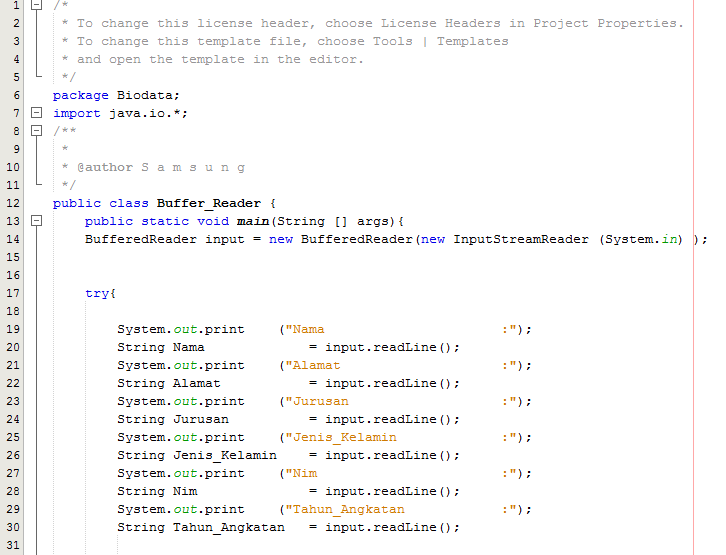 1 /*
2 * To change this license header, choose License Headers in Project Properties.
3 * To change this template file, choose Tools | Templates
4 * and open the template in the editor.
5 */
6 package Biodata;
7 import java.io.*;
8 /**
9 *
10 * @author S a m s u n g
11 */
12 public class Buffer_Reader {
13 public static void main(String [] args){
14 BufferedReader input = new BufferedReader(new InputStreamReader (System.in) );
15
16
17 try{
18
19 System.out.print    ("Nama                      :");
20 String Nama             = input.readLine();
21 System.out.print    ("Alamat                    :");
22 String Alamat           = input.readLine();
23 System.out.print    ("Jurusan                   :");
24 String Jurusan          = input.readLine();
25 System.out.print    ("Jenis_Kelamin             :");
26 String Jenis_Kelamin    = input.readLine();
27 System.out.print    ("Nim                       :");
28 String Nim              = input.readLine();
29 System.out.print    ("Tahun_Angkatan            :");
30 String Tahun_Angkatan   = input.readLine();
31